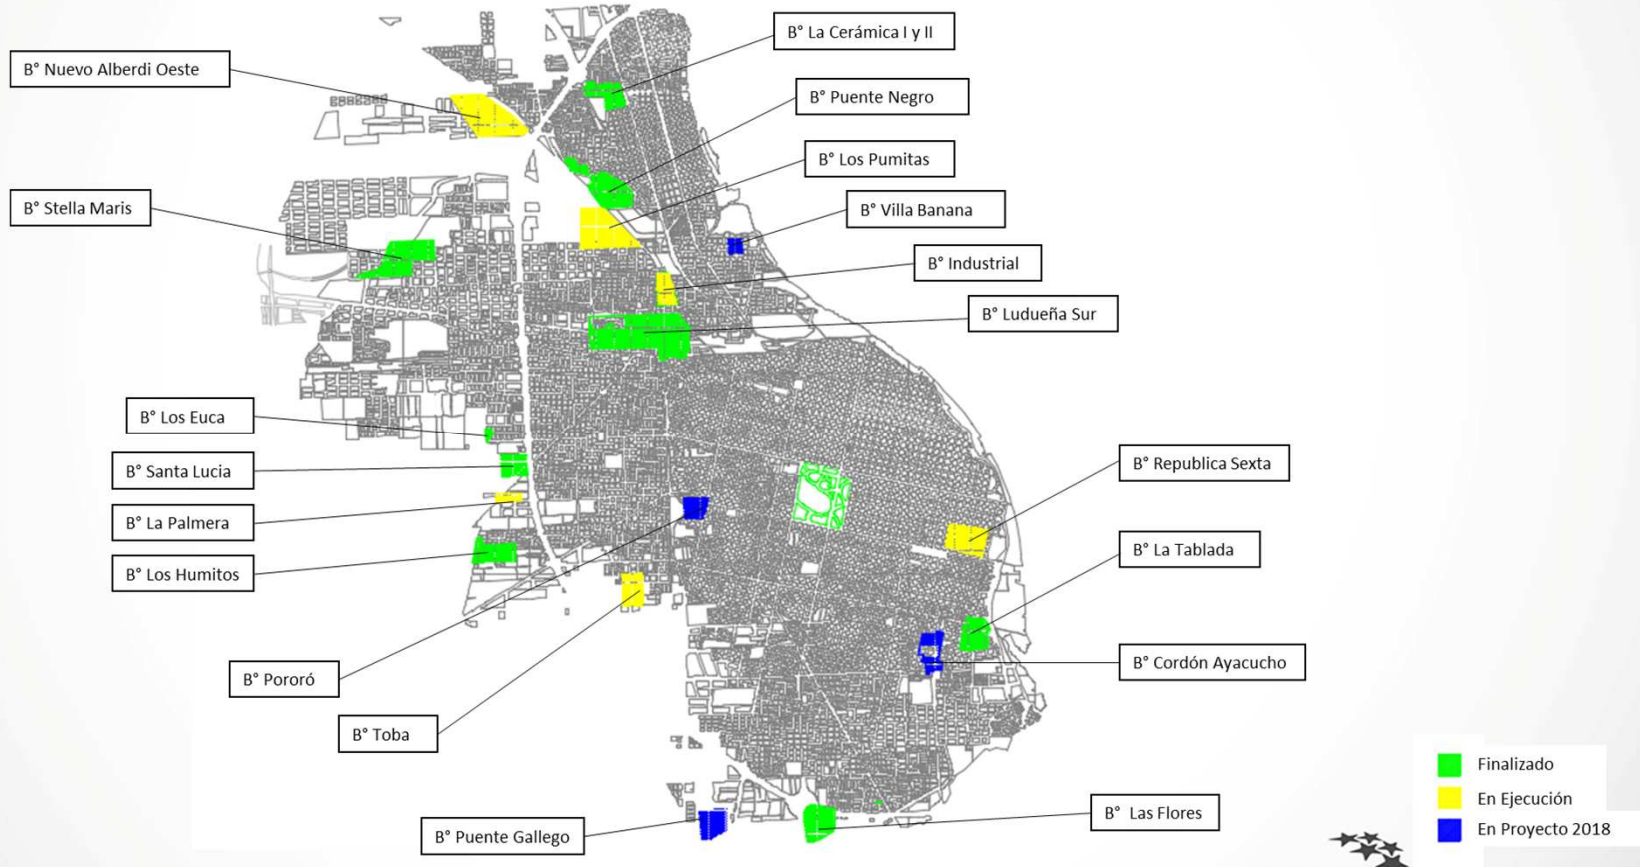 B° La Cerámica I y II
B° Nuevo Alberdi Oeste
B° Puente Negro
B° Los Pumitas
B° Stella Maris
B° Villa Banana
B° Industrial
B° Ludueña Sur
B° Los Euca
B° Santa Lucia
B° Republica Sexta
B° La Palmera
B° La Tablada
B° Los Humitos
B° Cordón Ayacucho
B° Pororó
B° Toba
B° Las Flores
B° Puente Gallego
Finalizado
En Ejecución
En Proyecto 2018